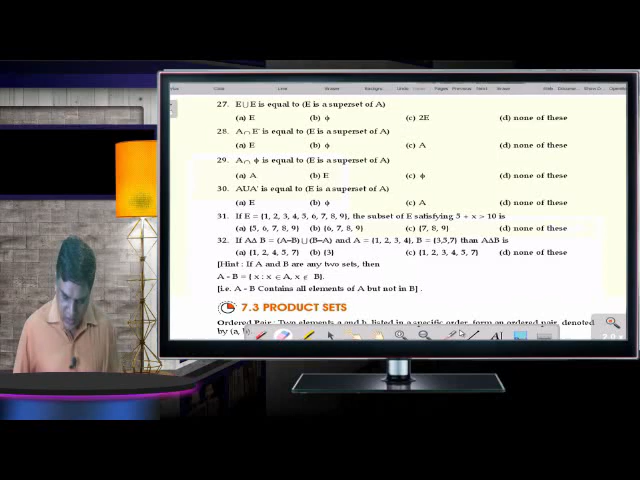 27. E∪E is equal to (E is a superset of A)
(a) E (b) ϕ (c) 2E (d) none of these
28. A∩E' is equal to (E is a superset of A)
(a) E (b) ϕ (c) A (d) none of these
29. A∩ϕ is equal to (E is a superset of A)
(a) A (b) E (c) ϕ (d) none of these
30. AUA' is equal to (E is a superset of A)
(a) E (b) ϕ (c) A (d) none of these
31. If E = {1, 2, 3, 4, 5, 6, 7, 8, 9}, the subset of E satisfying 5 + x > 10 is
(a) {5, 6, 7, 8, 9} (b) {6, 7, 8, 9} (c) {7, 8, 9} (d) none of these
32. If AΔB = (A–B)∪(B–A) and A = {1, 2, 3, 4}, B = {3,5,7} than AΔB is
(a) {1, 2, 4, 5, 7} (b) {3} (c) {1, 2, 3, 4, 5, 7} (d) none of these
[Hint : If A and B are any two sets, then
A - B = { x : x ∈ A, x ∉ B}.
[i.e. A - B Contains all elements of A but not in B] .
7.3 PRODUCT SETS
Ordered Pair: Two elements a and b, listed in a specific order, form an ordered pair, denoted
by (a,